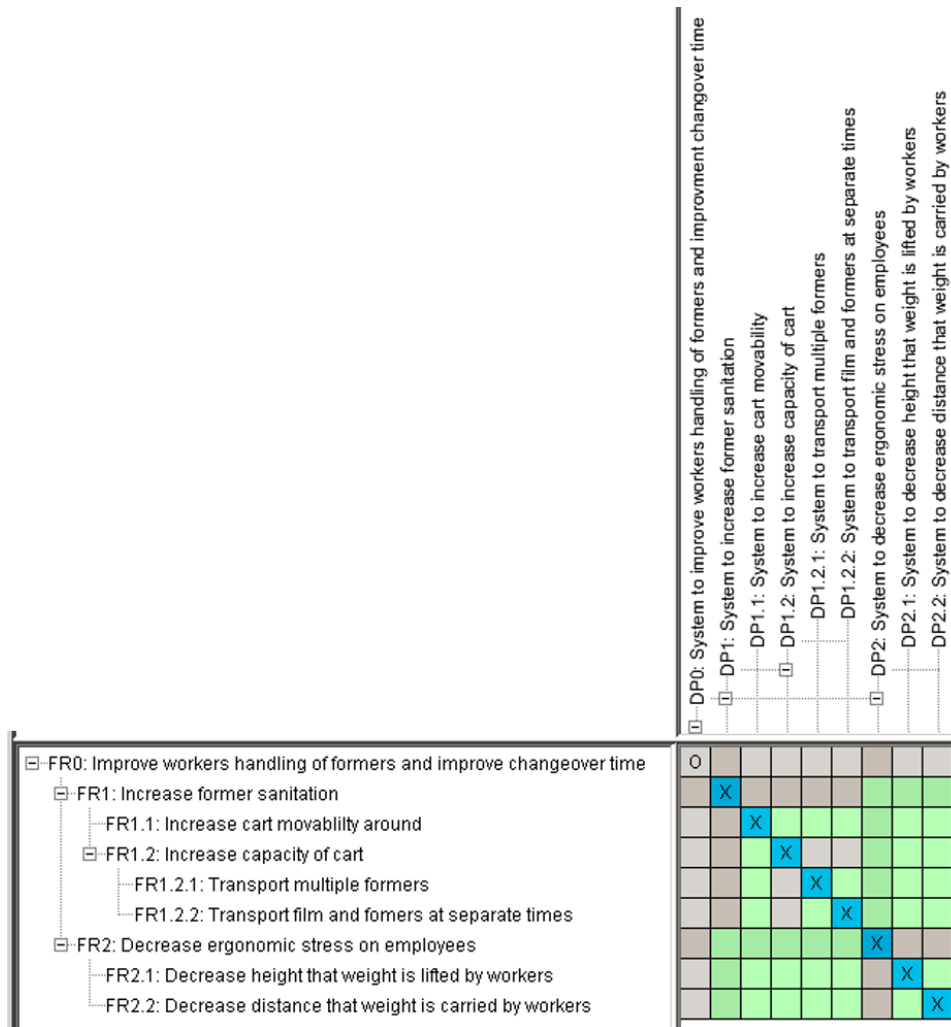 DP0: System to improve workers handling of formers and improvment changover time
DP1: System to increase former sanitation
DP1.1: System to increase cart movability
DP1.2: System to increase capacity of cart
DP1.2.1: System to transport multiple formers
DP1.2.2: System to transport film and formers at separate times
DP2: System to decrease ergonomic stress on employees
DP2.1: System to decrease height that weight is lifted by workers
DP2.2: System to decrease distance that weight is carried by workers
FR0: Improve workers handling of formers and improve changeover time O
FR1: Increase former sanitation X
FR1.1: Increase cart movablilty around X
FR1.2: Increase capacity of cart X
FR1.2.1: Transport multiple formers X
FR1.2.2: Transport film and fomers at separate times X
FR2: Decrease ergonomic stress on employees X
FR2.1: Decrease height that weight is lifted by workers X
FR2.2: Decrease distance that weight is carried by workers X